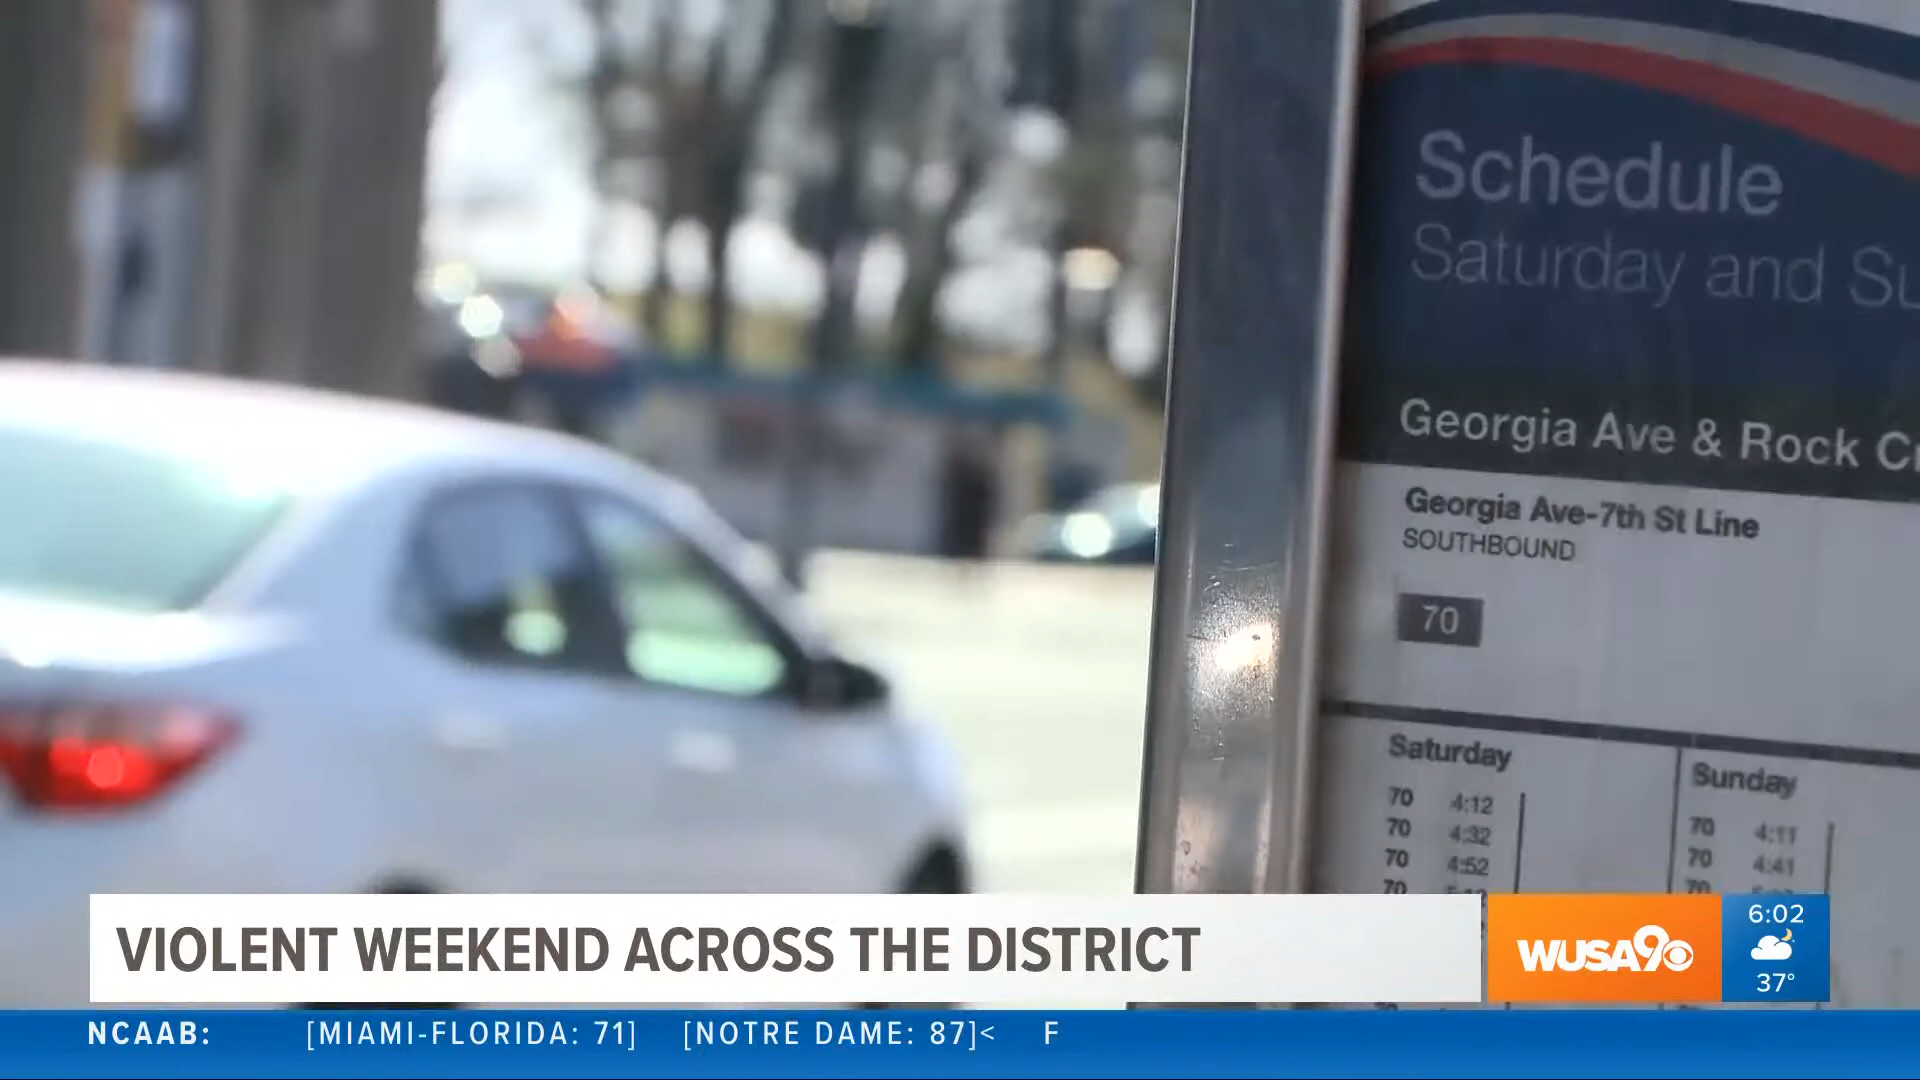 Schedule
Saturday and Su
Georgia Ave & Rock Cr
Georgia Ave-7th St Line
SOUTHBOUND
70
Saturday
70 4:12
70 4:32
70 4:52
70
Sunday
70 4:11
70 4:41
70
VIOLENT WEEKEND ACROSS THE DISTRICT
WUSA9
6:02
37°
NCAAB: [MIAMI-FLORIDA: 71] [NOTRE DAME: 87]< F